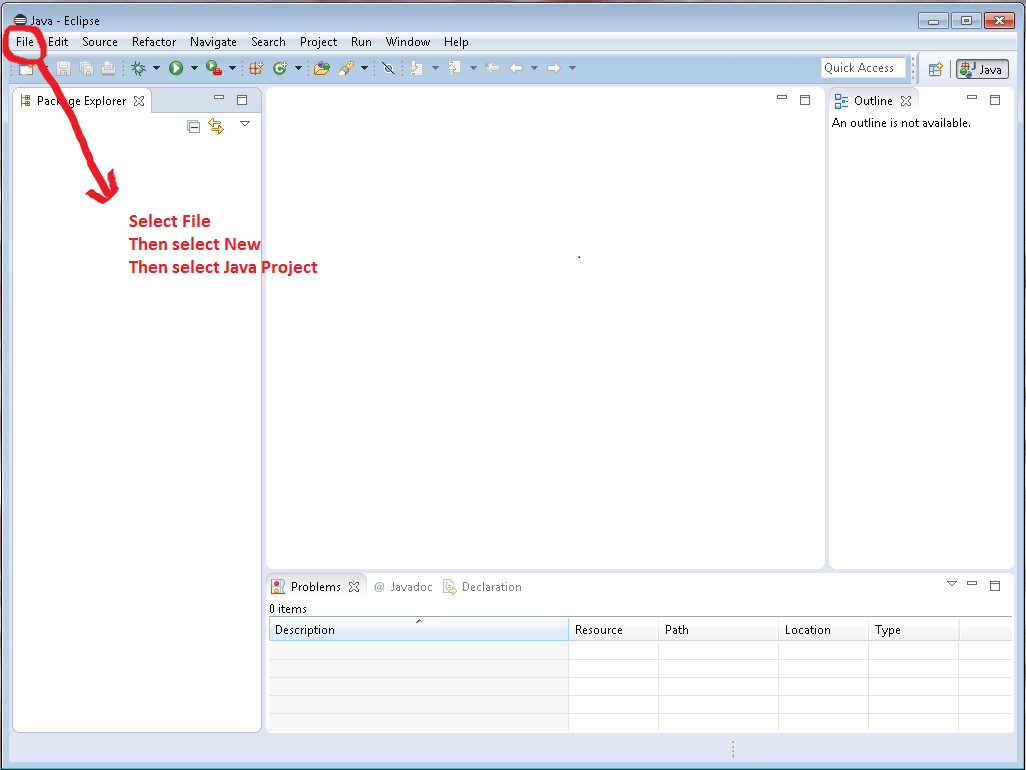 Java - Eclipse
File Edit Source Refactor Navigate Search Project Run Window Help
Quick Access
Java
Package Explorer
Outline
An outline is not available.
Select File
Then select New
Then select Java Project
Problems @ Javadoc Declaration
0 items
Description Resource Path Location Type